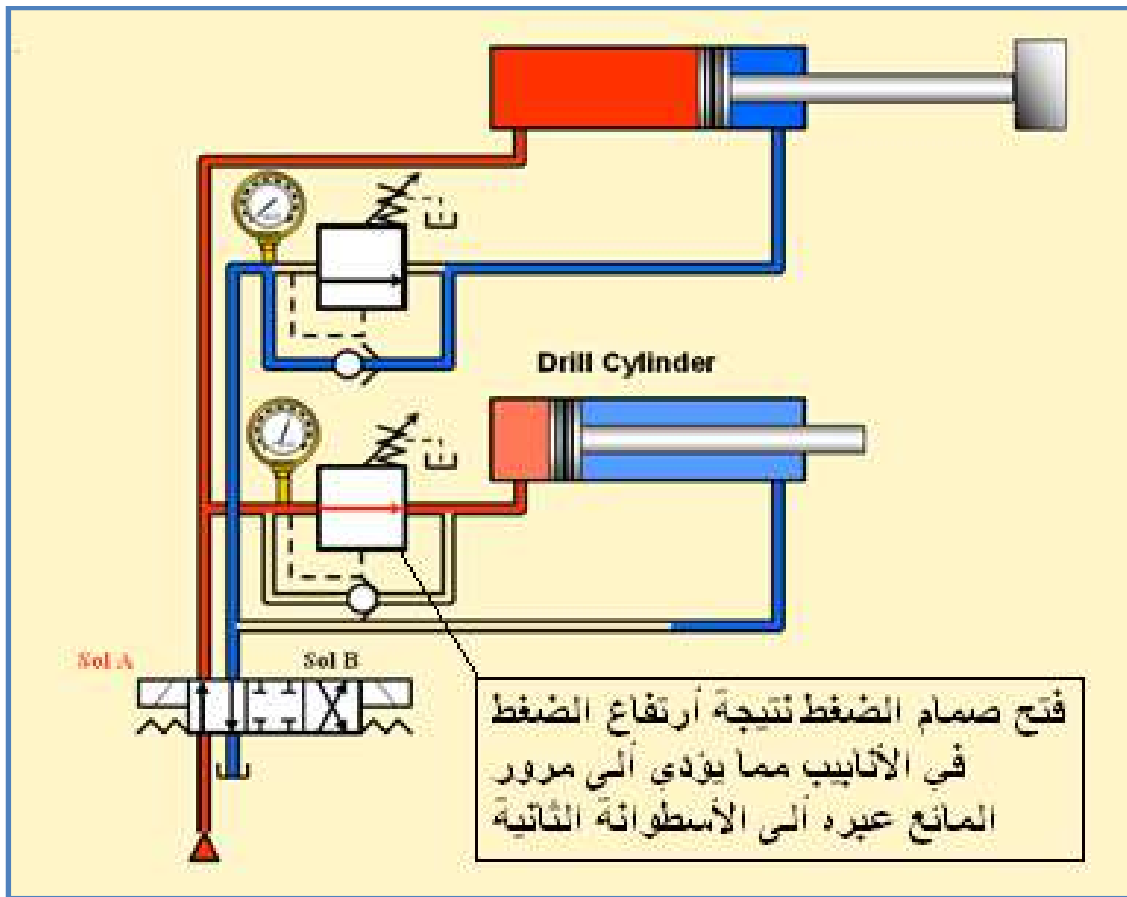 Drill Cylinder
Sol A
Sol B
فتح صمام الضغط نتيجة أرتفاع الضغط
في الأنابيب مما يؤدي ألى مرور
المائع عبره ألى الأسطوانة الثانية